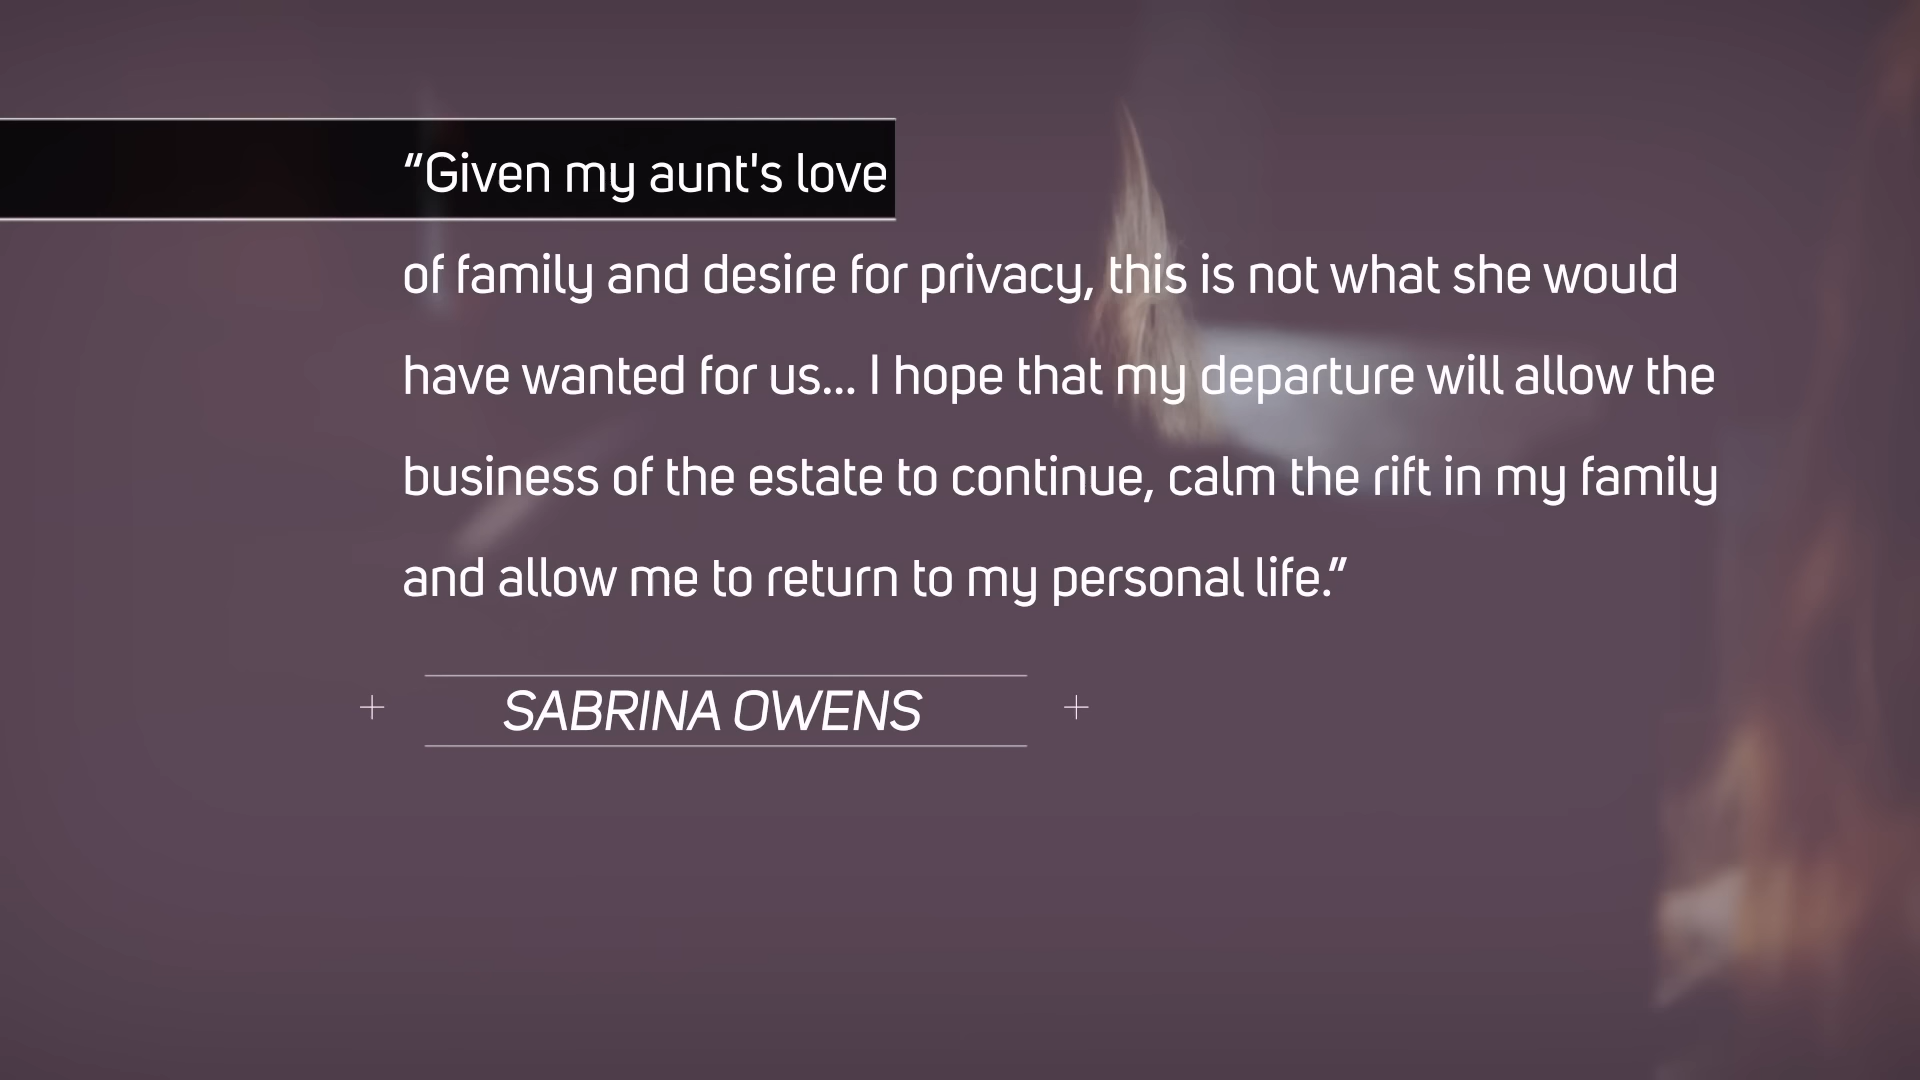 “Given my aunt's love
of family and desire for privacy, this is not what she would
have wanted for us... I hope that my departure will allow the
business of the estate to continue, calm the rift in my family
and allow me to return to my personal life.”
SABRINA OWENS